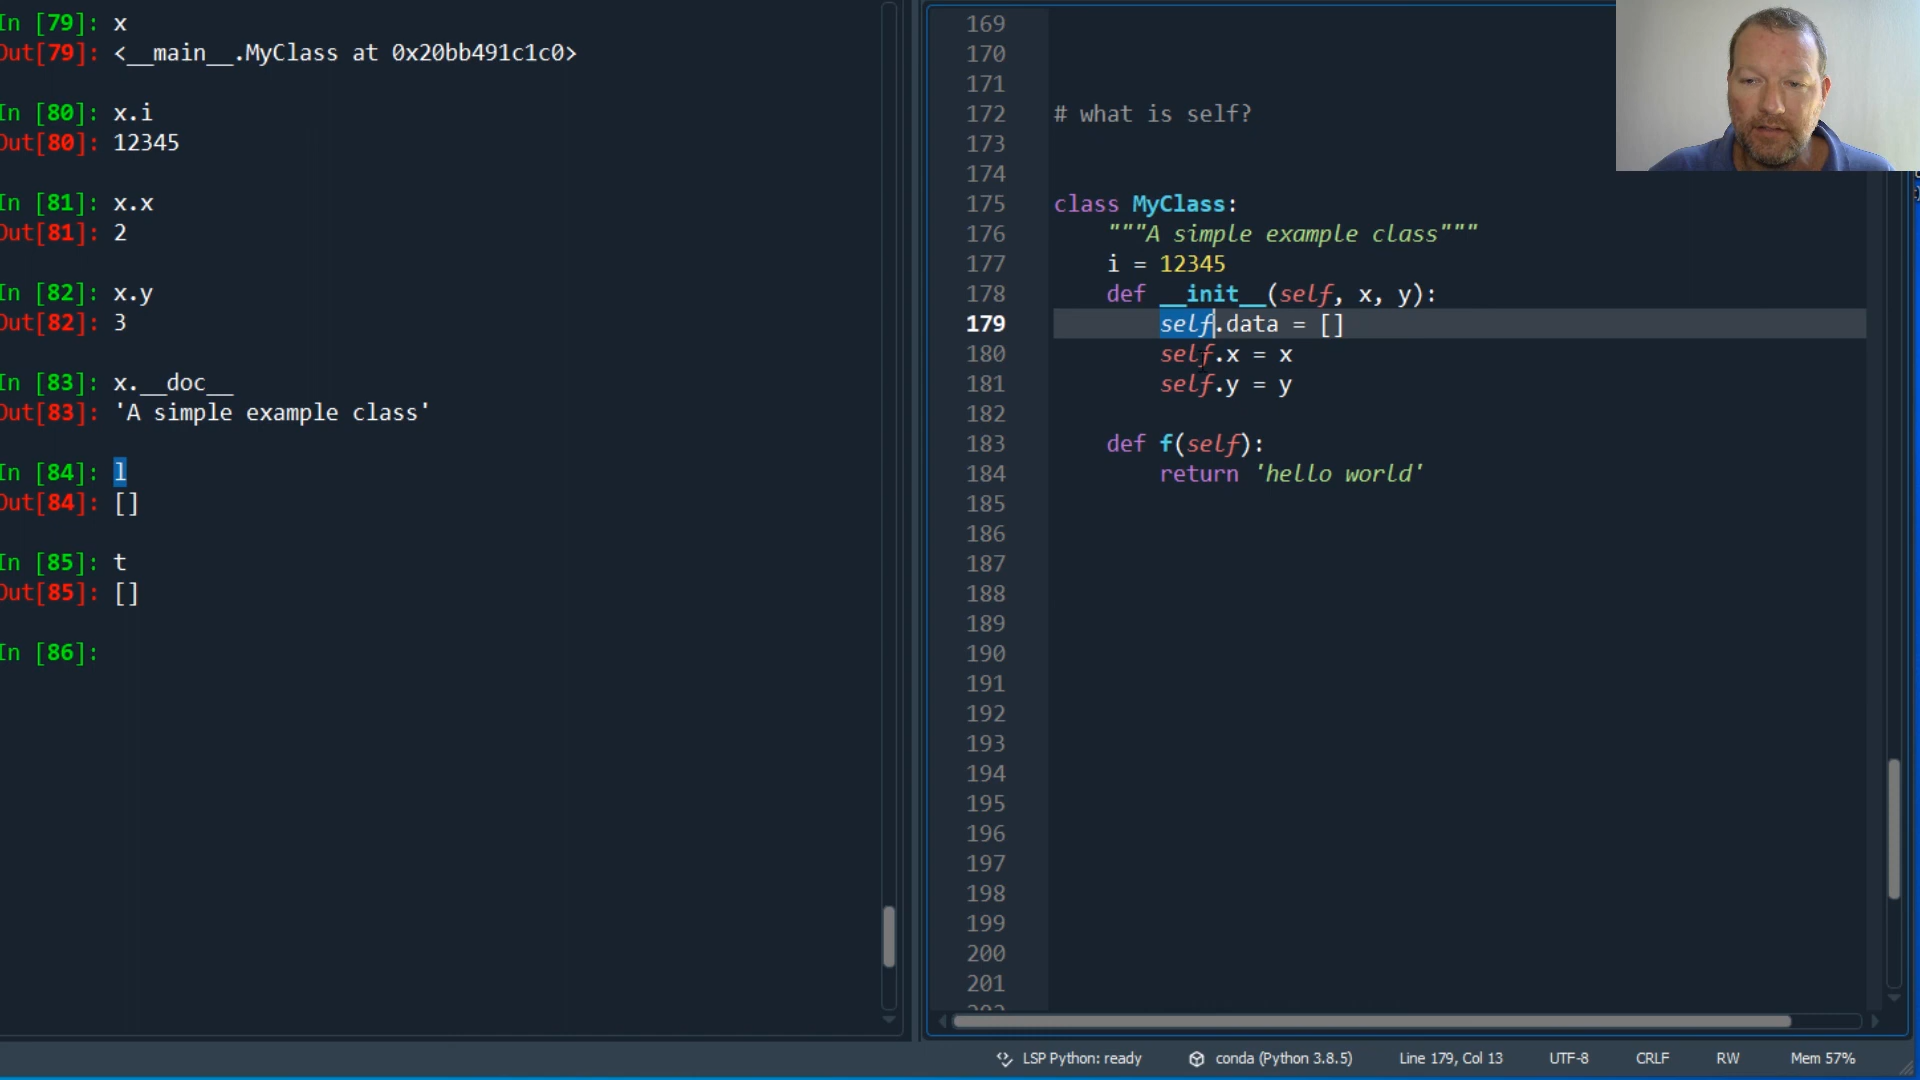 In [79]: x
Out[79]: <__main__.MyClass at 0x20bb491c1c0>
In [80]: x.i
Out[80]: 12345
In [81]: x.x
Out[81]: 2
In [82]: x.y
Out[82]: 3
In [83]: x.__doc__
Out[83]: 'A simple example class'
In [84]: l
Out[84]: []
In [85]: t
Out[85]: []
In [86]:
169
170
171
172 # what is self?
173
174
175 class MyClass:
176 """A simple example class"""
177 i = 12345
178 def __init__(self, x, y):
179 self.data = []
180 self.x = x
181 self.y = y
182
183 def f(self):
184 return 'hello world'
185
186
187
188
189
190
191
192
193
194
195
196
197
198
199
200
201
LSP Python: ready conda (Python 3.8.5) Line 179, Col 13 UTF-8 CRLF RW Mem 57%